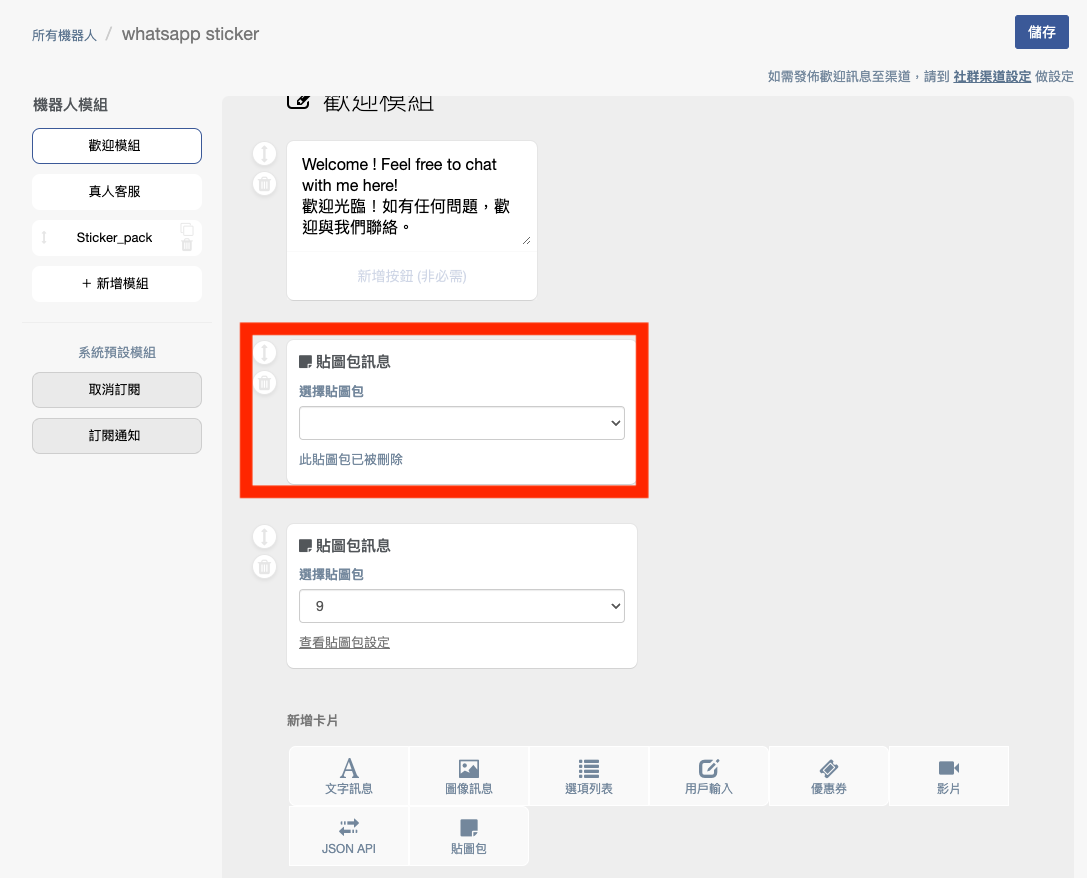 所有機器人 / whatsapp sticker
儲存
如需發佈歡迎訊息至渠道，請到 社群渠道設定 做設定
機器人模組
歡迎模組
真人客服
Sticker_pack
+ 新增模組
系統預設模組
取消訂閱
訂閱通知
歡迎模組
Welcome ! Feel free to chat
with me here!
歡迎光臨！如有任何問題，歡
迎與我們聯絡。
新增按鈕 (非必需)
貼圖包訊息
選擇貼圖包
此貼圖包已被刪除
貼圖包訊息
選擇貼圖包
9
查看貼圖包設定
新增卡片
文字訊息
圖像訊息
選項列表
用戶輸入
優惠券
影片
JSON API
貼圖包